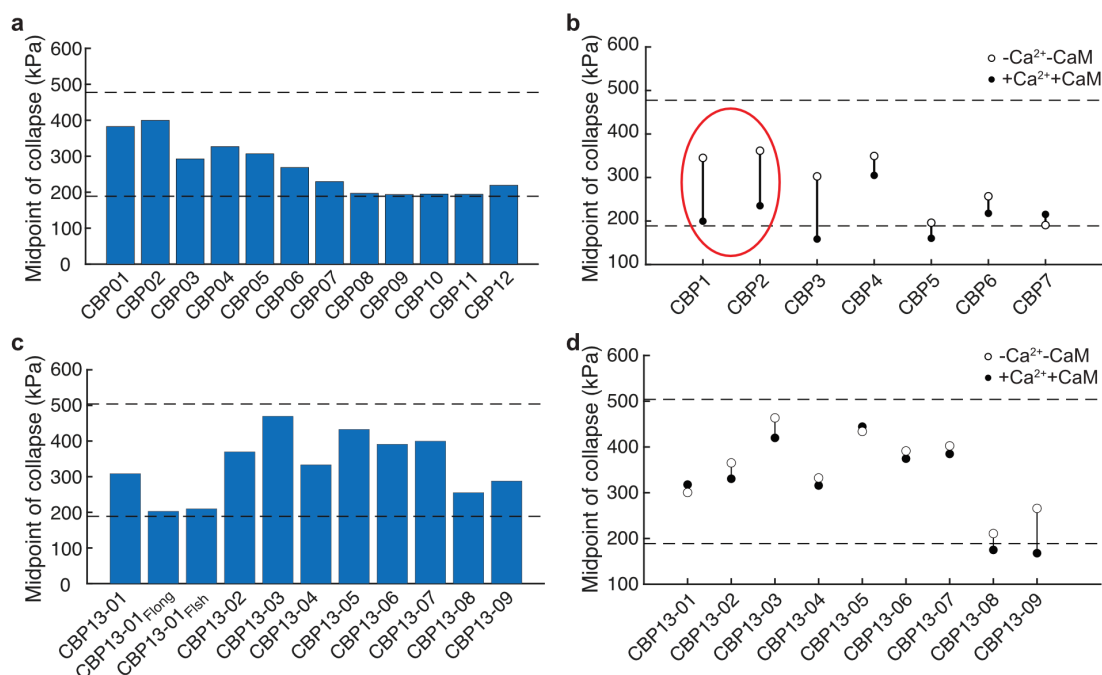 a
Midpoint of collapse (kPa)
600
500
400
300
200
100
0
CBP01
CBP02
CBP03
CBP04
CBP05
CBP06
CBP07
CBP08
CBP09
CBP10
CBP11
CBP12
b
Midpoint of collapse (kPa)
600
500
400
300
200
100
-Ca²⁺-CaM
+Ca²⁺+CaM
CBP1
CBP2
CBP3
CBP4
CBP5
CBP6
CBP7
c
Midpoint of collapse (kPa)
600
500
400
300
200
100
0
CBP13-01
CBP13-01 Flong
CBP13-01 Flsh
CBP13-02
CBP13-03
CBP13-04
CBP13-05
CBP13-06
CBP13-07
CBP13-08
CBP13-09
d
Midpoint of collapse (kPa)
600
500
400
300
200
100
-Ca²⁺-CaM
+Ca²⁺+CaM
CBP13-01
CBP13-02
CBP13-03
CBP13-04
CBP13-05
CBP13-06
CBP13-07
CBP13-08
CBP13-09